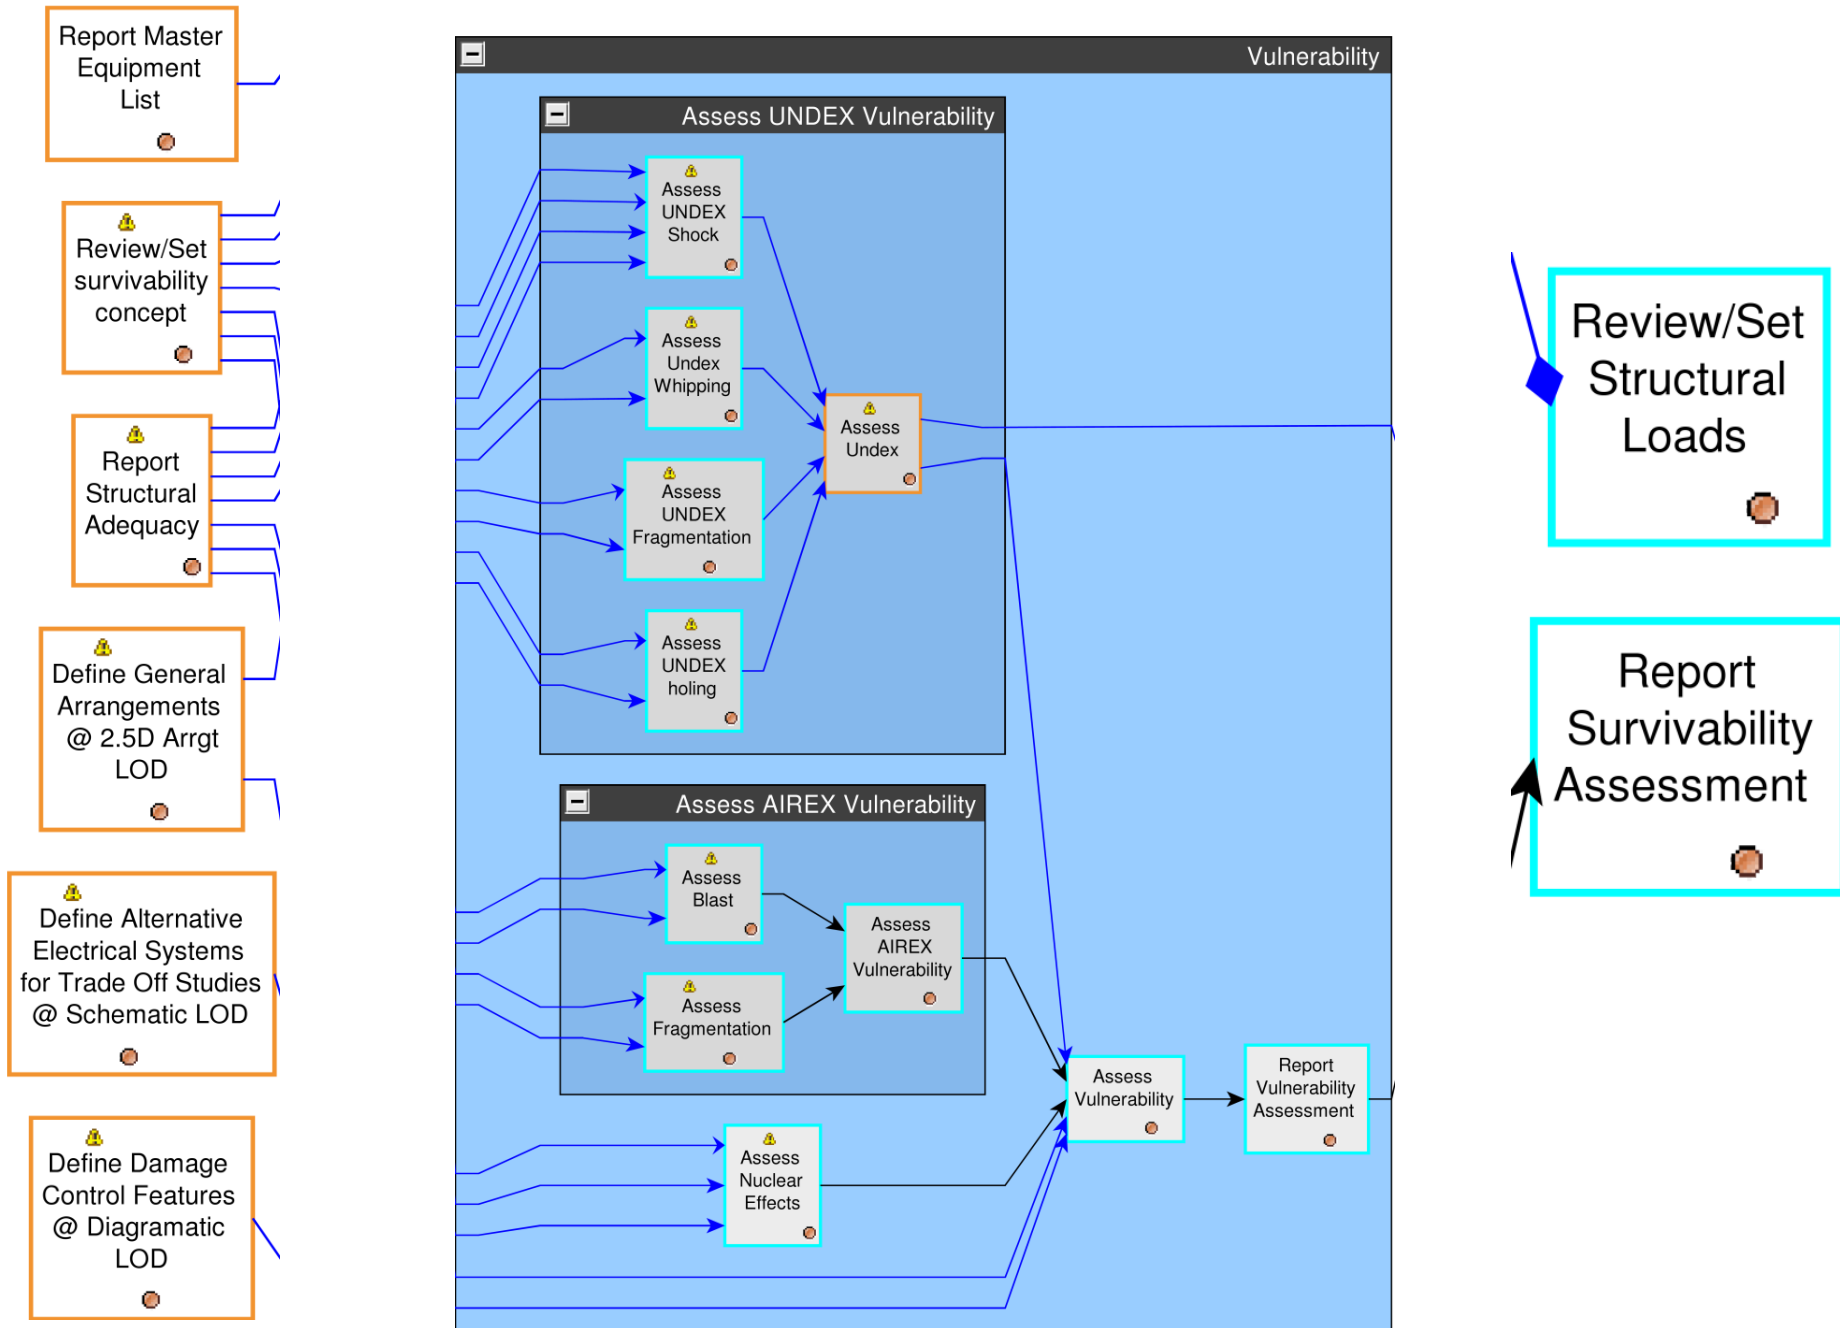 Report Master
Equipment
List
Review/Set
survivability
concept
Report
Structural
Adequacy
Define General
Arrangements
@ 2.5D Arrgt
LOD
Define Alternative
Electrical Systems
for Trade Off Studies
@ Schematic LOD
Define Damage
Control Features
@ Diagramatic
LOD
Vulnerability
Assess UNDEX Vulnerability
Assess
UNDEX
Shock
Assess
Undex
Whipping
Assess
UNDEX
Fragmentation
Assess
UNDEX
holing
Assess
Undex
Assess AIREX Vulnerability
Assess
Blast
Assess
Fragmentation
Assess
AIREX
Vulnerability
Assess
Nuclear
Effects
Assess
Vulnerability
Report
Vulnerability
Assessment
Review/Set
Structural
Loads
Report
Survivability
Assessment